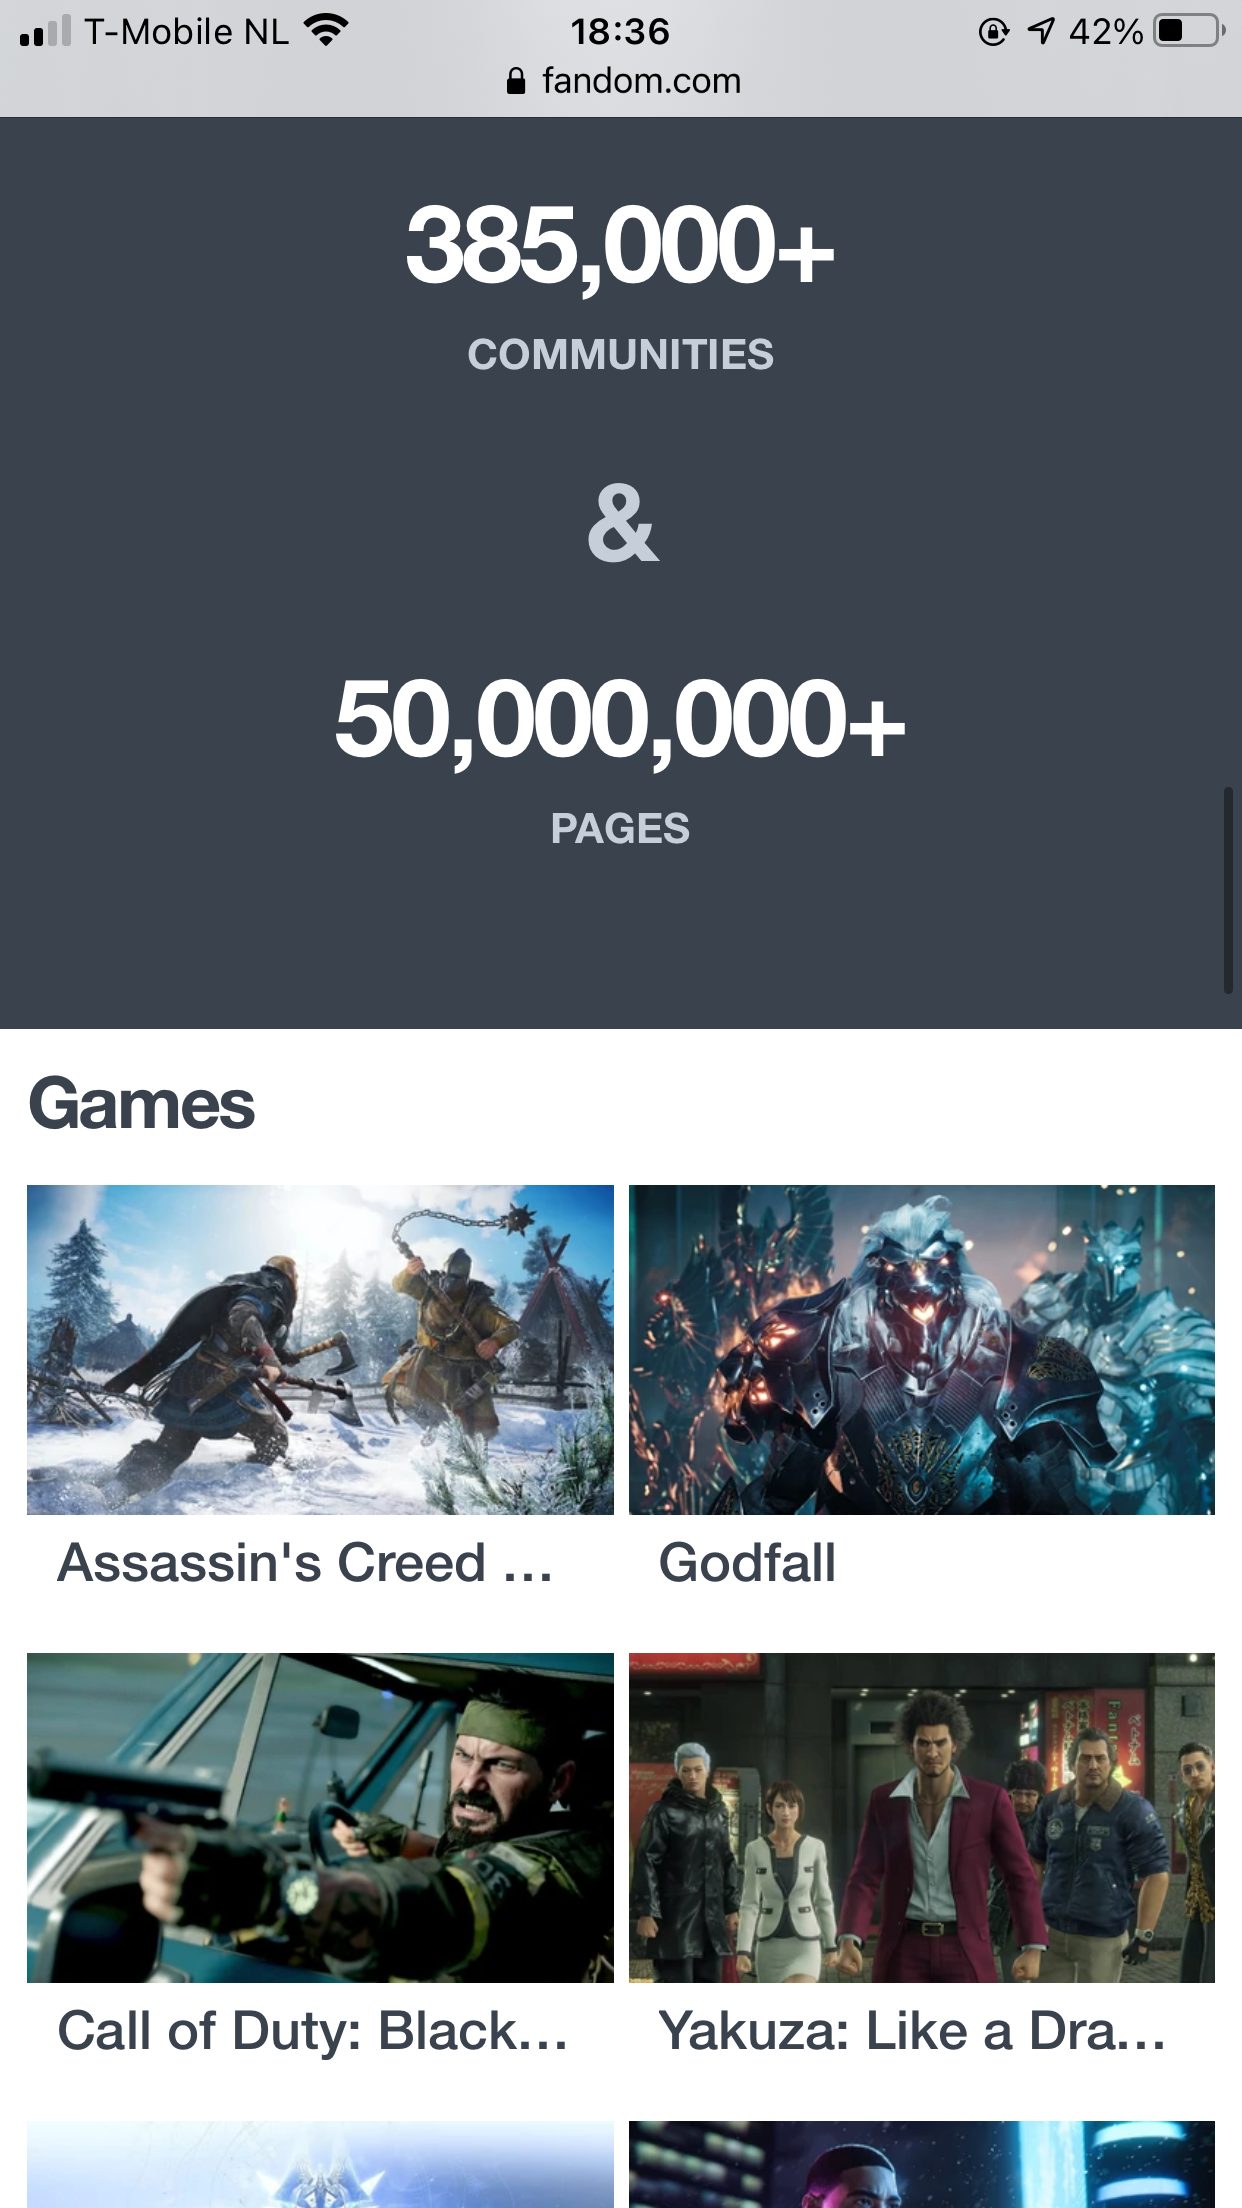 T-Mobile NL 18:36 42%
fandom.com
385,000+
COMMUNITIES
&
50,000,000+
PAGES
Games
Assassin's Creed ...
Godfall
Call of Duty: Black...
Yakuza: Like a Dra...